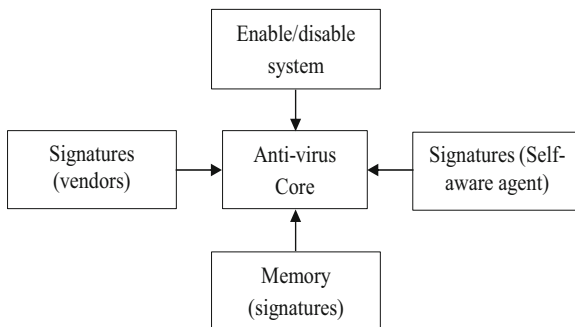 Enable/disable
system
Signatures
(vendors)
Anti-virus
Core
Signatures (Self-
aware agent)
Memory
(signatures)